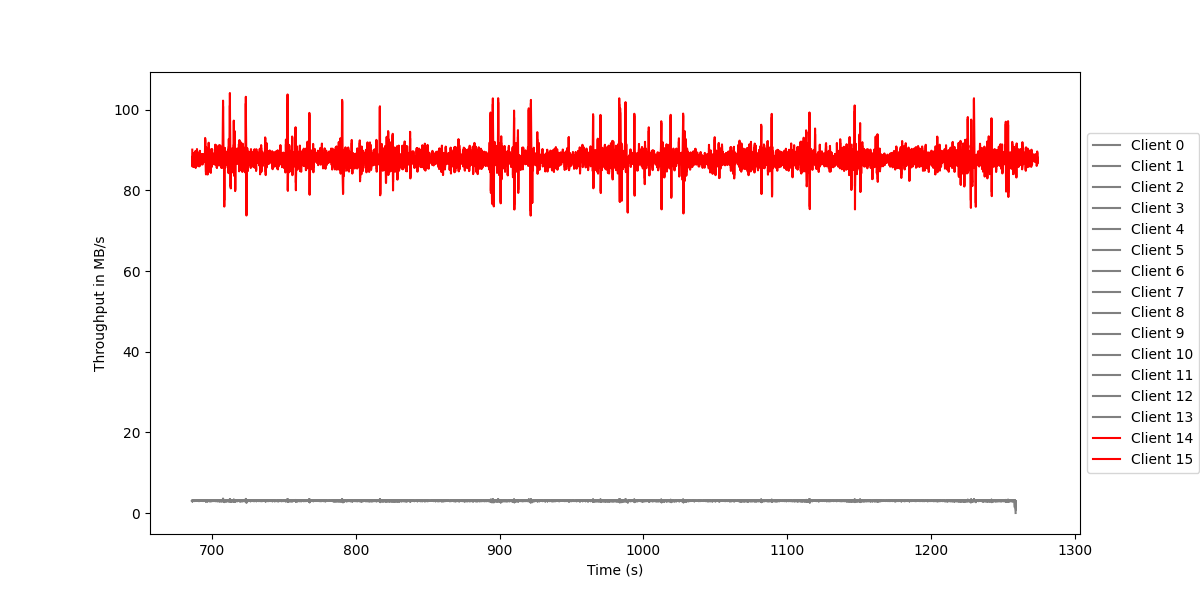 100
80
60
40
20
0
Throughput in MB/s
700 800 900 1000 1100 1200 1300
Time (s)
Client 0
Client 1
Client 2
Client 3
Client 4
Client 5
Client 6
Client 7
Client 8
Client 9
Client 10
Client 11
Client 12
Client 13
Client 14
Client 15